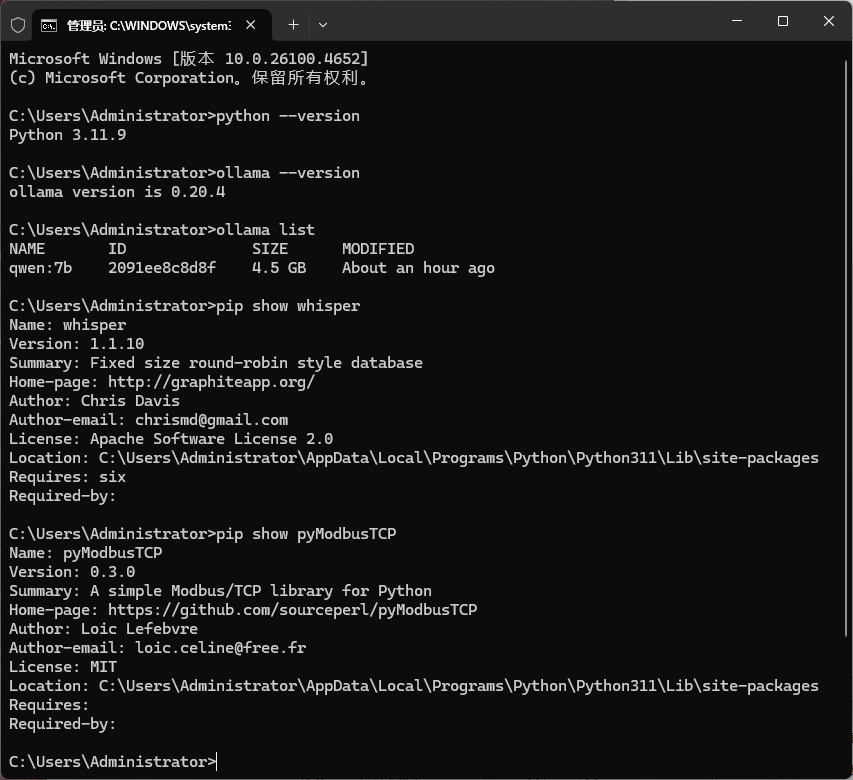 管理员: C:\WINDOWS\system3
Microsoft Windows [版本 10.0.26100.4652]
(c) Microsoft Corporation。保留所有权利。
C:\Users\Administrator>python --version
Python 3.11.9
C:\Users\Administrator>ollama --version
ollama version is 0.20.4
C:\Users\Administrator>ollama list
NAME ID SIZE MODIFIED
qwen:7b 2091ee8c8d8f 4.5 GB About an hour ago
C:\Users\Administrator>pip show whisper
Name: whisper
Version: 1.1.10
Summary: Fixed size round-robin style database
Home-page: http://graphiteapp.org/
Author: Chris Davis
Author-email: chrismd@gmail.com
License: Apache Software License 2.0
Location: C:\Users\Administrator\AppData\Local\Programs\Python\Python311\Lib\site-packages
Requires: six
Required-by:
C:\Users\Administrator>pip show pyModbusTCP
Name: pyModbusTCP
Version: 0.3.0
Summary: A simple Modbus/TCP library for Python
Home-page: https://github.com/sourceperl/pyModbusTCP
Author: Loic Lefebvre
Author-email: loic.celine@free.fr
License: MIT
Location: C:\Users\Administrator\AppData\Local\Programs\Python\Python311\Lib\site-packages
Requires:
Required-by:
C:\Users\Administrator>